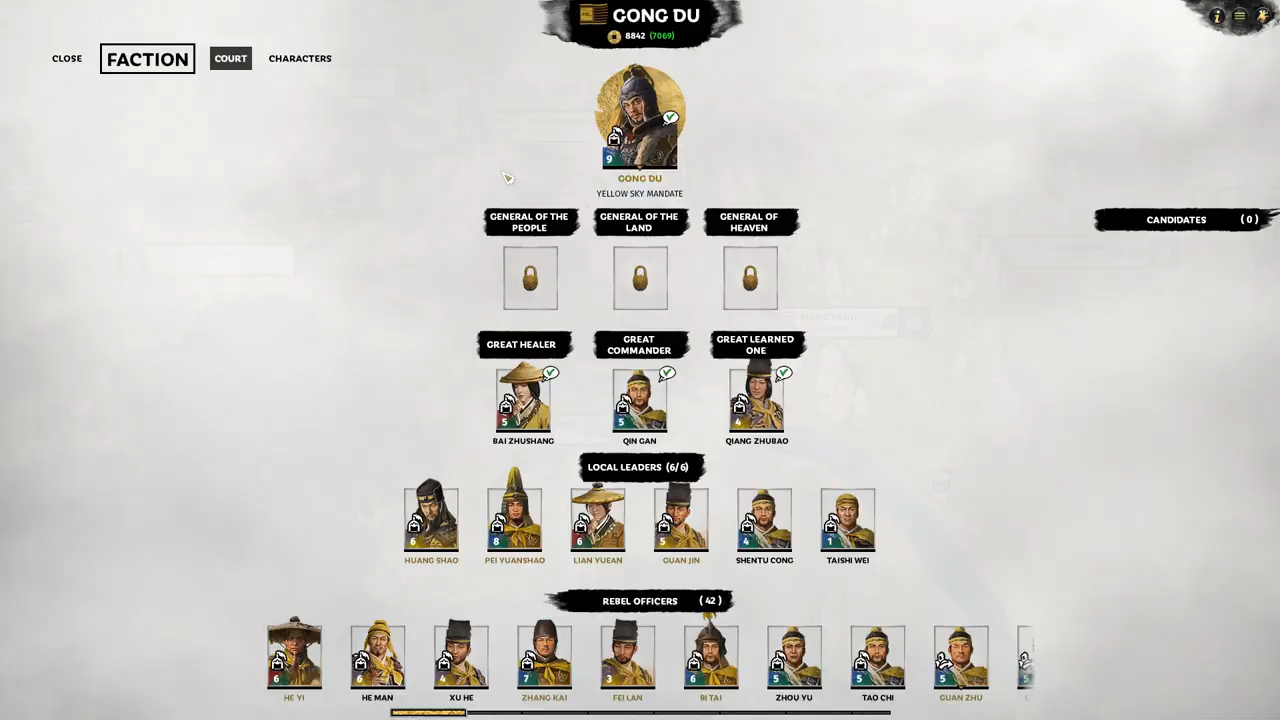 GONG DU
8842 (7069)
CLOSE
FACTION
COURT
CHARACTERS
9
GONG DU
YELLOW SKY MANDATE
GENERAL OF THE PEOPLE
GENERAL OF THE LAND
GENERAL OF HEAVEN
CANDIDATES (0)
GREAT HEALER
GREAT COMMANDER
GREAT LEARNED ONE
5
5
4
BAI ZHUSHANG
QIN GAN
QIANG ZHUBAO
LOCAL LEADERS (6/6)
6
8
6
5
4
1
HUANG SHAO
PEI YUANSHAO
LIAN YUEAN
GUAN JIN
SHENTU CONG
TAISHI WEI
REBEL OFFICERS (42)
6
6
4
7
3
6
5
5
5
5
HE YI
HE MAN
XU HE
ZHANG KAI
FEI LAN
BI TAI
ZHOU YU
TAO CHI
GUAN ZHU